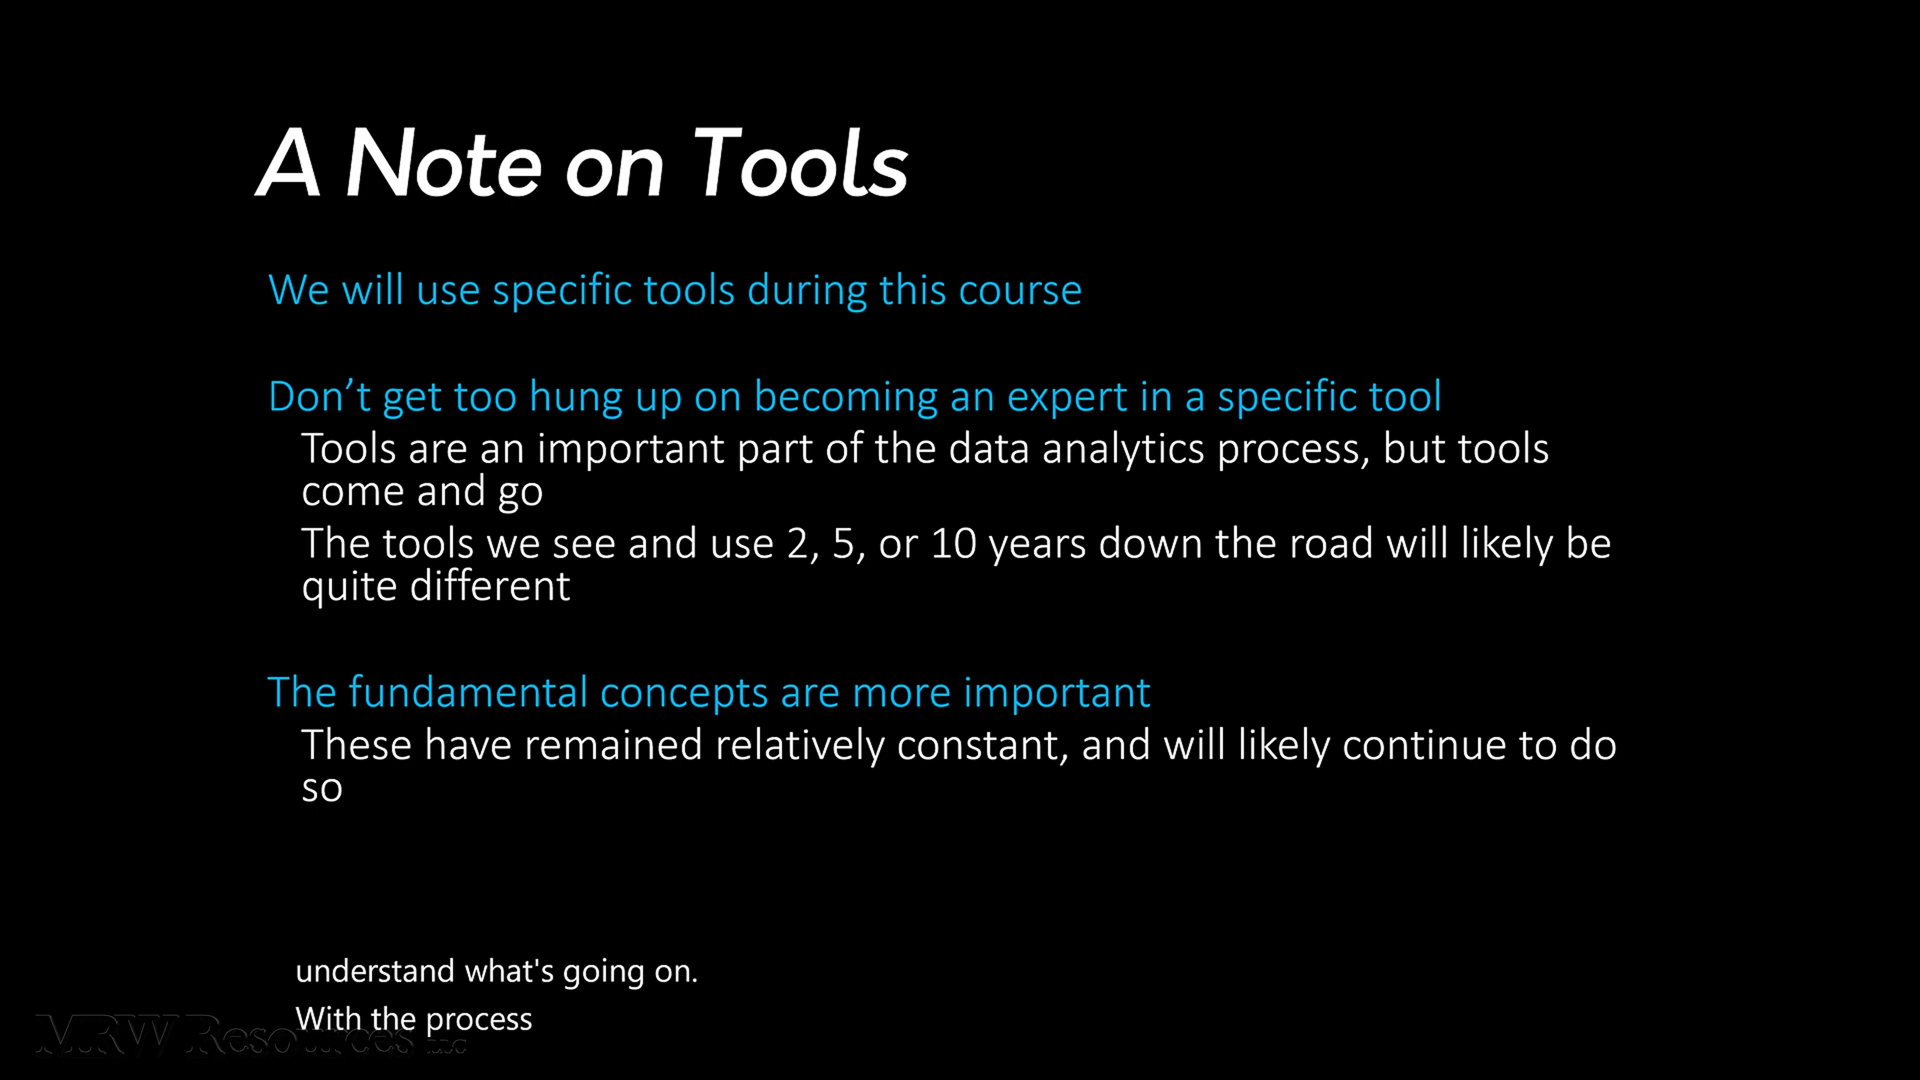 A Note on Tools
We will use specific tools during this course
Don’t get too hung up on becoming an expert in a specific tool
Tools are an important part of the data analytics process, but tools
come and go
The tools we see and use 2, 5, or 10 years down the road will likely be
quite different
The fundamental concepts are more important
These have remained relatively constant, and will likely continue to do
so
understand what's going on.
With the process
MRW Resources LLC